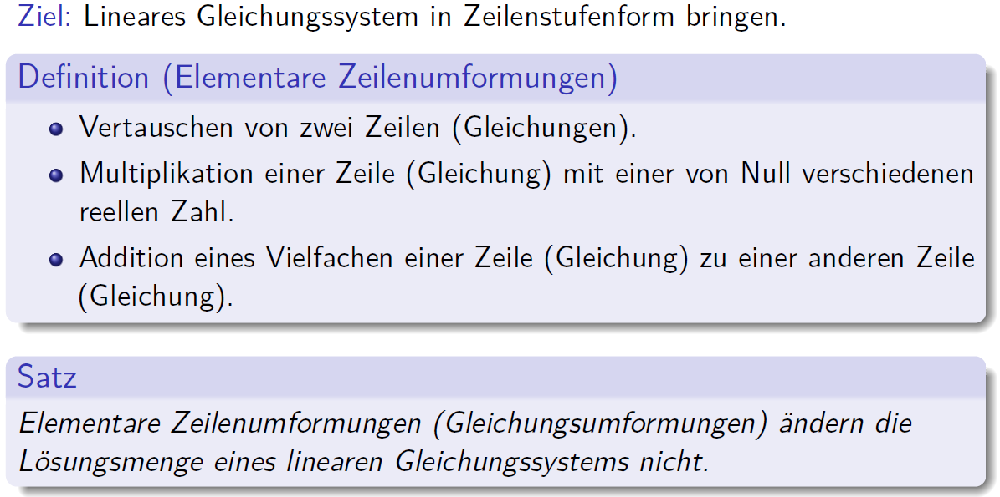 Ziel: Lineares Gleichungssystem in Zeilenstufenform bringen.
Definition (Elementare Zeilenumformungen)
Vertauschen von zwei Zeilen (Gleichungen).
Multiplikation einer Zeile (Gleichung) mit einer von Null verschiedenen
reellen Zahl.
Addition eines Vielfachen einer Zeile (Gleichung) zu einer anderen Zeile
(Gleichung).
Satz
Elementare Zeilenumformungen (Gleichungsumformungen) ändern die
Lösungsmenge eines linearen Gleichungssystems nicht.